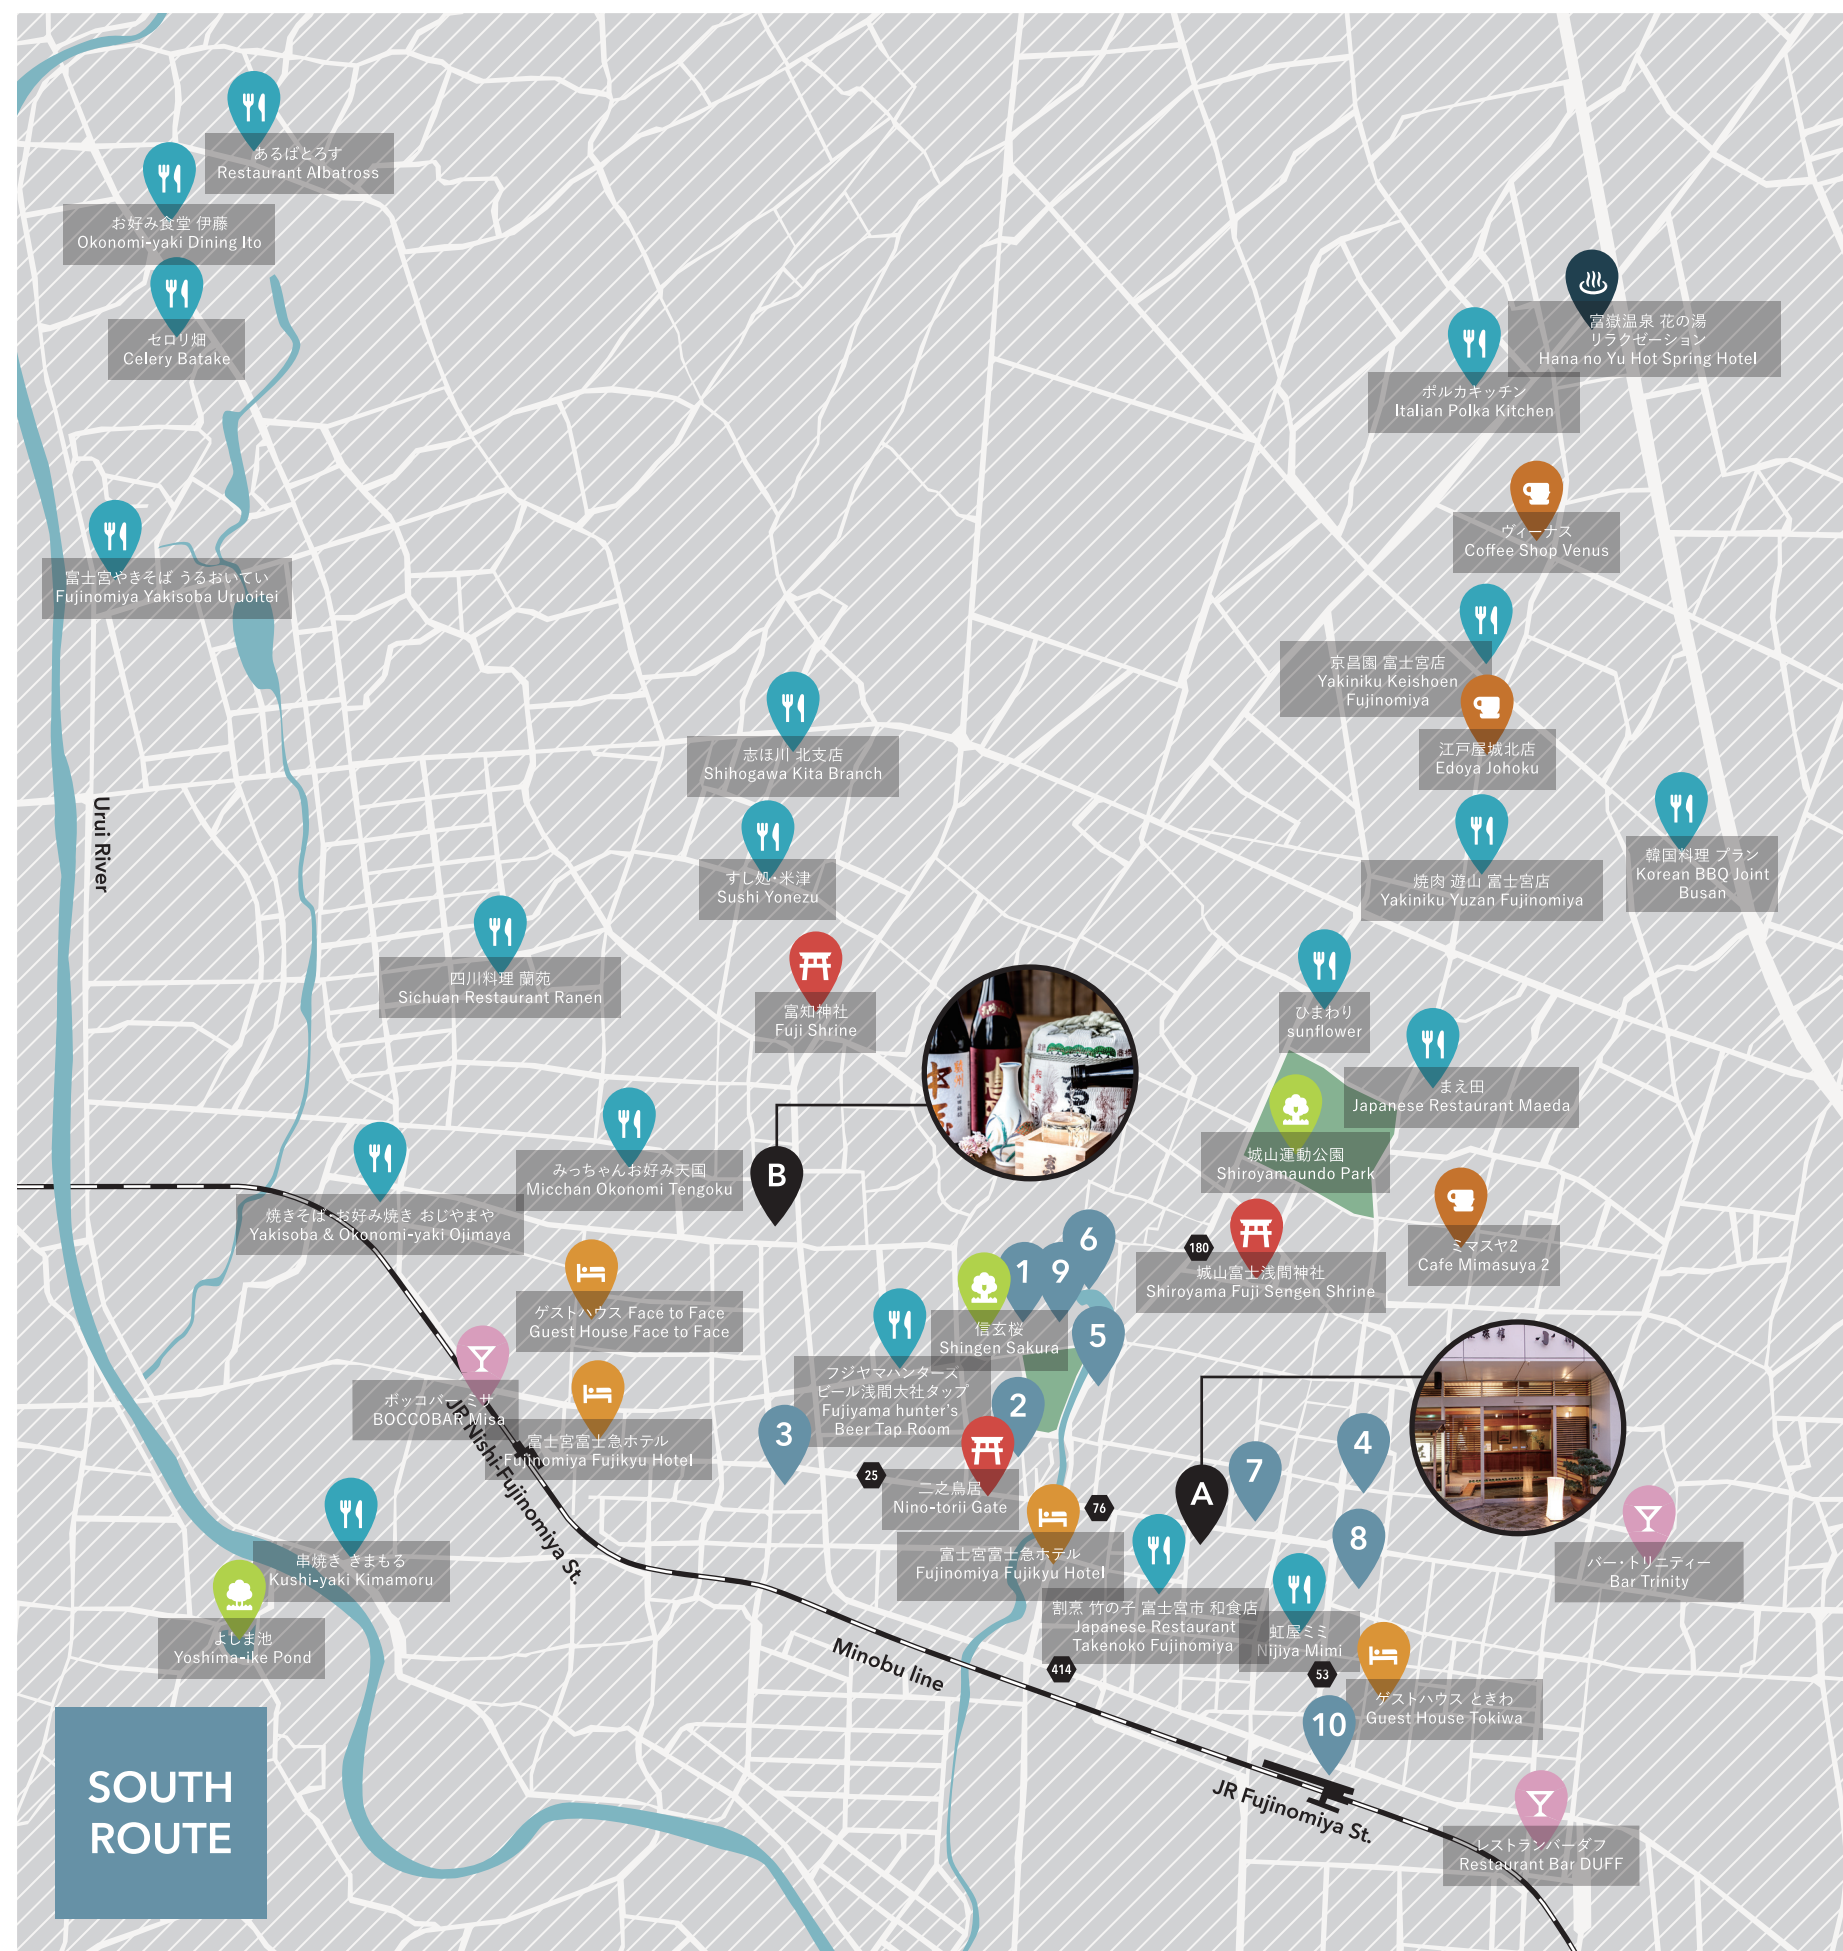 あるばとろす
Restaurant Albatross
お好み食堂 伊藤
Okonomi-yaki Dining Ito
セロリ畑
Celery Batake
富嶽温泉 花の湯
リラクゼーション
Hana no Yu Hot Spring Hotel
ポルカキッチン
Italian Polka Kitchen
ヴィーナス
Coffee Shop Venus
富士宮やきそば うるおいてい
Fujinomiya Yakisoba Uruoitei
京昌園 富士宮店
Yakiniku Keishoen
Fujinomiya
江戸屋城北店
Edoya Johoku
志ほ川 北支店
Shihogawa Kita Branch
Urui River
すし処・米津
Sushi Yonezu
焼肉 遊山 富士宮店
Yakiniku Yuzan Fujinomiya
韓国料理 プラン
Korean BBQ Joint
Busan
四川料理 蘭苑
Sichuan Restaurant Ranen
富知神社
Fuji Shrine
ひまわり
sunflower
まえ田
Japanese Restaurant Maeda
みっちゃんお好み天国
Micchan Okonomi Tengoku
B
城山運動公園
Shiroyamaundo Park
焼きそば・お好み焼き おじやまや
Yakisoba & Okonomi-yaki Ojimaya
ミマスヤ2
Cafe Mimasuya 2
180
城山富士浅間神社
Shiroyama Fuji Sengen Shrine
6
1
9
5
信玄桜
Shingen Sakura
ゲストハウス Face to Face
Guest House Face to Face
フジヤマハンターズ
ビール浅間大社タップ
Fujiyama hunter's
Beer Tap Room
ボッコバー ミサ
BOCCOBAR Misa
JR Nishi-Fujinomiya St.
富士宮富士急ホテル
Fujinomiya Fujikyu Hotel
2
3
25
二之鳥居
Nino-torii Gate
76
富士宮富士急ホテル
Fujinomiya Fujikyu Hotel
A
7
4
8
バー・トリニティー
Bar Trinity
串焼き きまもる
Kushi-yaki Kimamoru
よしま池
Yoshima-ike Pond
割烹 竹の子 富士宮市 和食店
Japanese Restaurant
Takenoko Fujinomiya
虹屋ミミ
Nijiya Mimi
53
414
Minobu line
ゲストハウス ときわ
Guest House Tokiwa
10
JR Fujinomiya St.
レストランバーダフ
Restaurant Bar DUFF
SOUTH
ROUTE